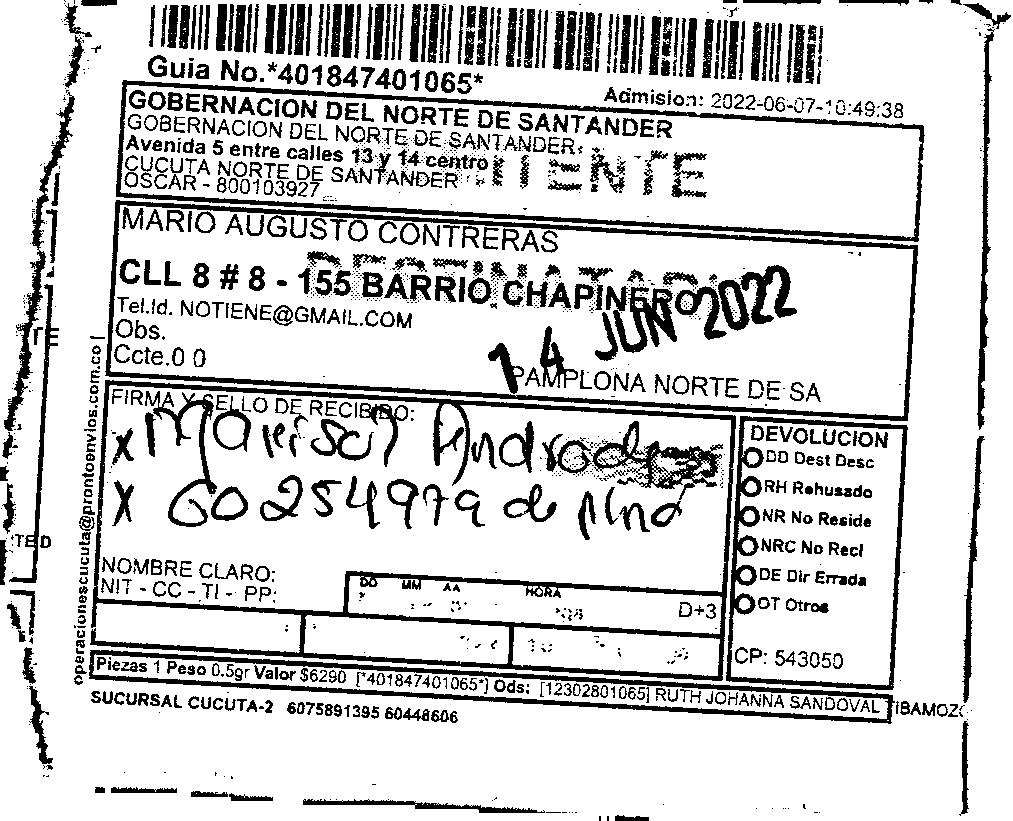 Guia No.*401847401065*
Admision: 2022-06-07-10:49:38
GOBERNACION DEL NORTE DE SANTANDER
GOBERNACION DEL NORTE DE SANTANDER
Avenida 5 entre calles 13 y 14 centro
CUCUTA NORTE DE SANTANDER
OSCAR - 800103927
MARIO AUGUSTO CONTRERAS
CLL 8 # 8 - 155 BARRIO CHAPINERO
Tel.Id. NOTIENE@GMAIL.COM
Obs.
Ccte.0 0
14 JUN 2022
PAMPLONA NORTE DE SA
FIRMA Y SELLO DE RECIBIDO:
x Marisol
X 60254979 de
NOMBRE CLARO:
NIT - CC - TI - PP:
DD MM AA HORA
D+3
DEVOLUCION
DD Dest Desc
RH Rehusado
NR No Reside
NRC No Recl
DE Dir Errada
OT Otros
CP: 543050
Piezas 1 Peso 0.5gr Valor $6290 [*401847401065*] Ods: [12302801065] RUTH JOHANNA SANDOVAL
SUCURSAL CUCUTA-2 6075891395 60448606
operacionescucuta@prontoenvios.com.co